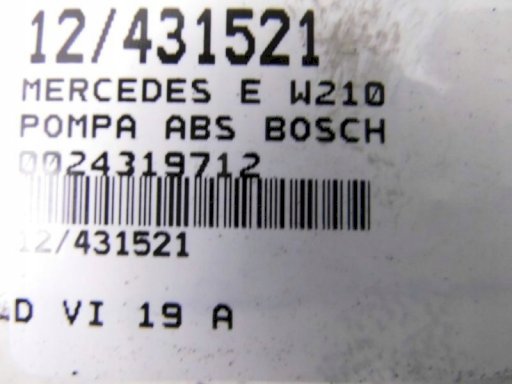 12/431521
MERCEDES E W210
POMPA ABS BOSCH
0024319712
12/431521
D VI 19 A